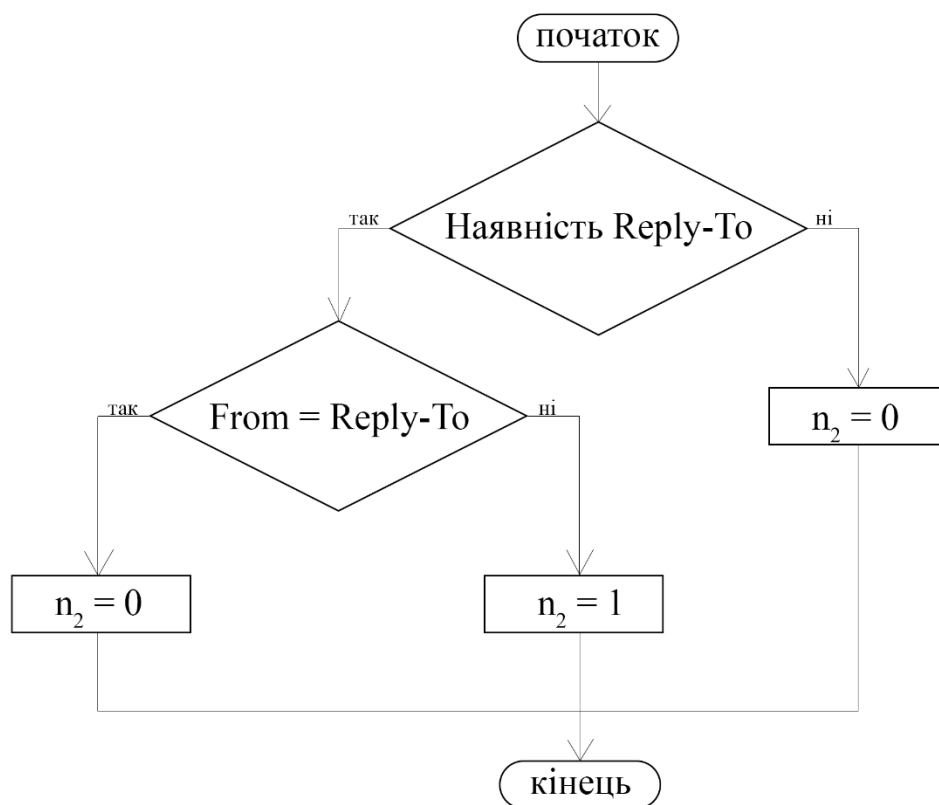 початок
Наявність Reply-To
так
ні
From = Reply-To
так
ні
n₂ = 0
n₂ = 0
n₂ = 1
кінець